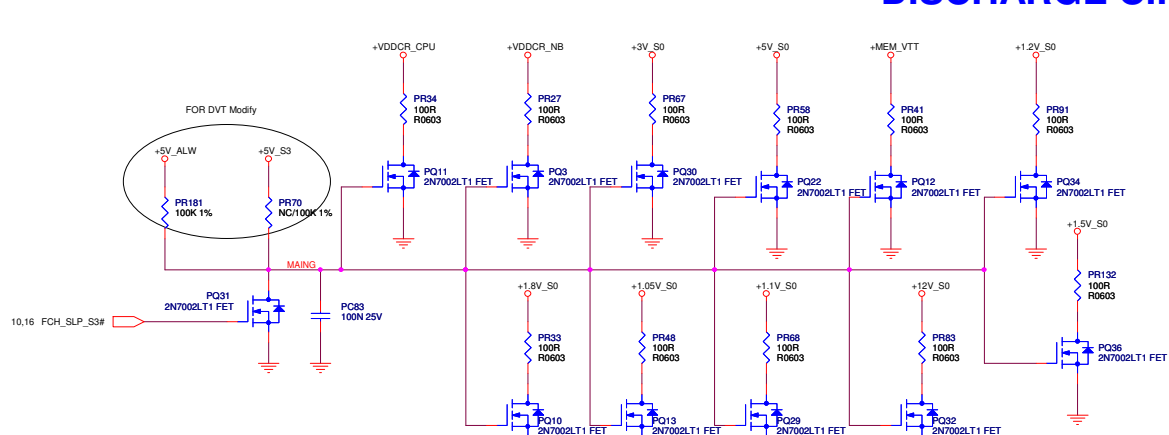 DISCHARGE CI
+VDDCR_CPU
+VDDCR_NB
+3V_S0
+5V_S0
+MEM_VTT
+1.2V_S0
PR34
100R
R0603
PR27
100R
R0603
PR67
100R
R0603
PR58
100R
R0603
PR41
100R
R0603
PR91
100R
R0603
FOR DVT Modify
+5V_ALW
+5V_S3
PR181
100K 1%
PR70
NC/100K 1%
PQ11
2N7002LT1 FET
PQ3
2N7002LT1 FET
PQ30
2N7002LT1 FET
PQ22
2N7002LT1 FET
PQ12
2N7002LT1 FET
PQ34
2N7002LT1 FET
+1.5V_S0
PR132
100R
R0603
MAING
PQ31
2N7002LT1 FET
PC83
100N 25V
10,16 FCH_SLP_S3#
+1.8V_S0
+1.05V_S0
+1.1V_S0
+12V_S0
PR33
100R
R0603
PR48
100R
R0603
PR68
100R
R0603
PR83
100R
R0603
PQ36
2N7002LT1 FET
PQ10
2N7002LT1 FET
PQ13
2N7002LT1 FET
PQ29
2N7002LT1 FET
PQ32
2N7002LT1 FET